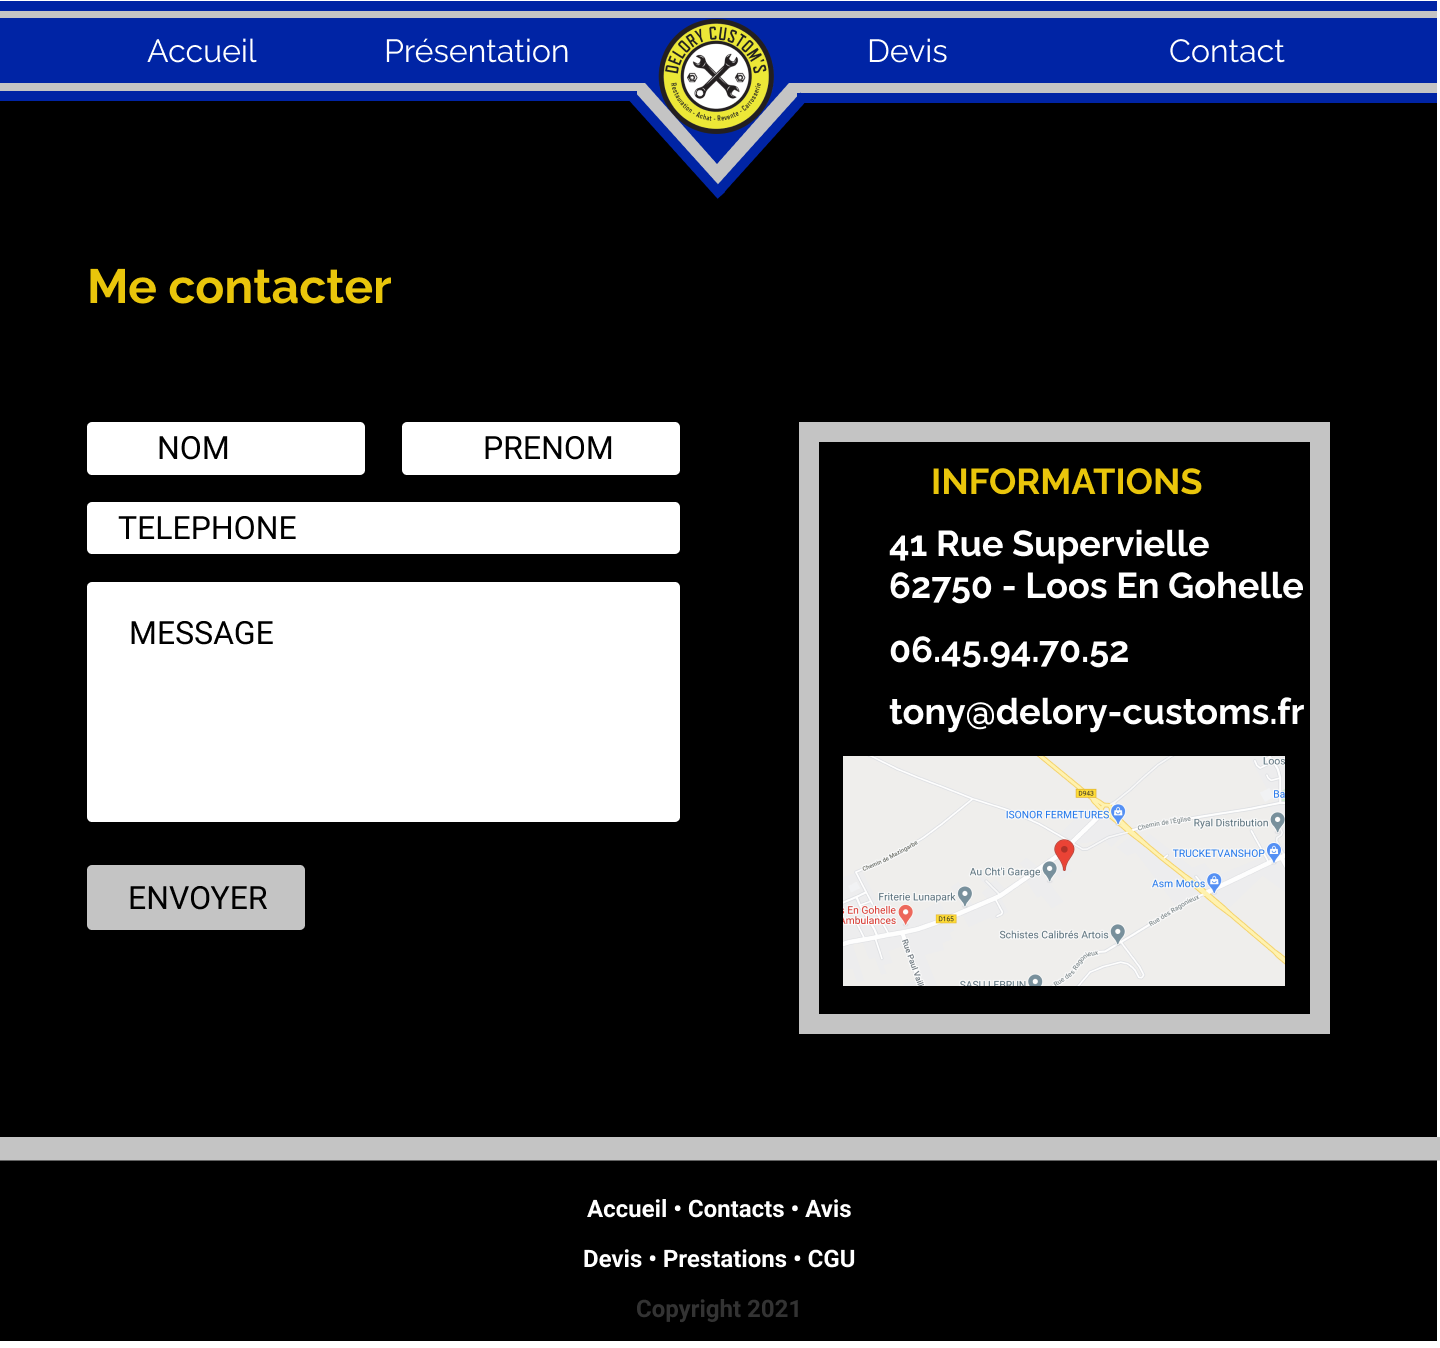 Accueil
Présentation
DELORY CUSTOM'S
Restauration - Achat - Revente - Carrosserie
Devis
Contact
Me contacter
NOM
PRENOM
TELEPHONE
MESSAGE
ENVOYER
INFORMATIONS
41 Rue Supervielle
62750 - Loos En Gohelle
06.45.94.70.52
tony@delory-customs.fr
Loos
D943
Ba
ISONOR FERMETURES
Chemin de l'Église
Ryal Distribution
Chemin de Mazingarbe
TRUCKETVANSHOP
Au Cht'i Garage
Asm Motos
Friterie Lunapark
s En Gohelle
Ambulances
D165
Rue des Ragonieux
Schistes Calibrés Artois
Rue Paul Vaill
Rue des Ragonieux
SASU LEBRUN
Accueil • Contacts • Avis
Devis • Prestations • CGU
Copyright 2021